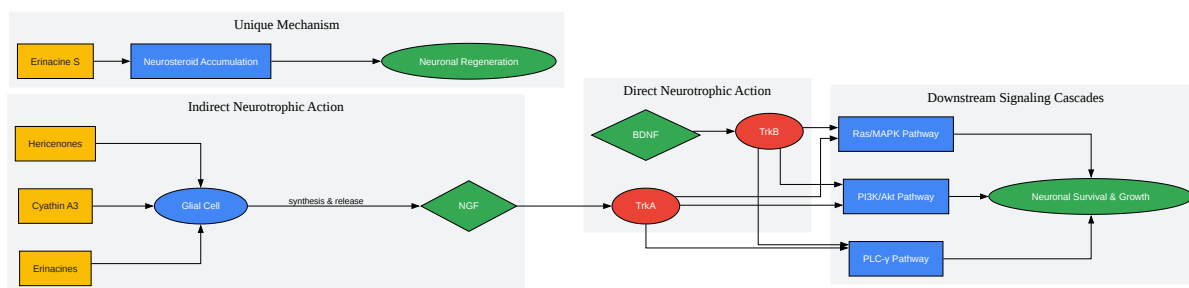 Unique Mechanism
Erinacine S
Neurosteroid Accumulation
Neuronal Regeneration
Indirect Neurotrophic Action
Hericenones
Cyathin A3
Glial Cell
synthesis & release
NGF
Erinacines
Direct Neurotrophic Action
BDNF
TrkB
TrkA
Downstream Signaling Cascades
Ras/MAPK Pathway
PI3K/Akt Pathway
Neuronal Survival & Growth
PLC-γ Pathway